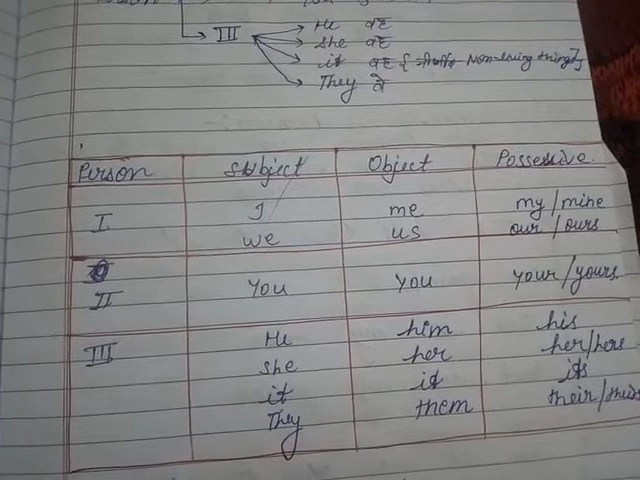 III He वह
She वह
it वह { Non-living things }
They वे
Person Subject Object Possessive
I I me my/mine
we us our/ours
II You You your/yours
III He him his
she her her/hers
it it its
They them their/theirs